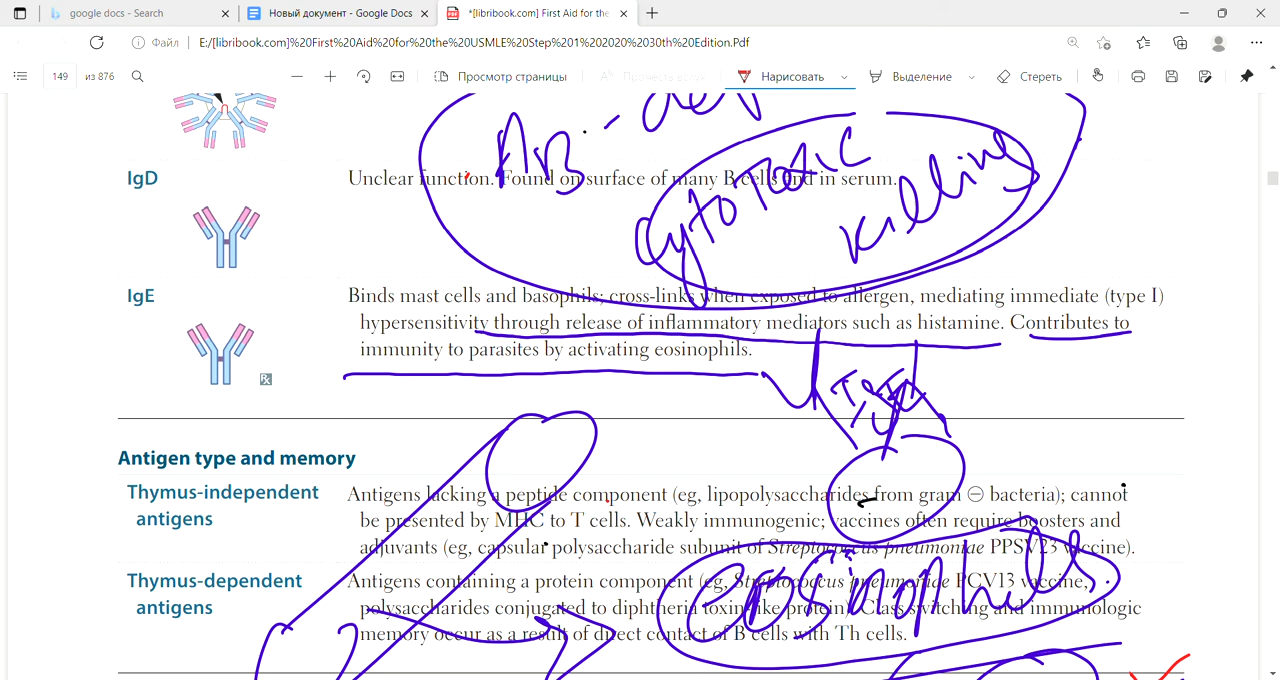 google docs - Search
Новый документ - Google Docs
*[libribook.com] First Aid for the
Файл
E:/[libribook.com]%20First%20Aid%20for%20the%20USMLE%20Step%201%202020%2030th%20Edition.Pdf
149 из 876
Просмотр страницы
Прочесть вслух
Нарисовать
Выделение
Стереть
AB-
cytotoxic
killing
IgD
Unclear function. Found on surface of many B cells and in serum.
IgE
Binds mast cells and basophils; cross-links when exposed to allergen, mediating immediate (type I)
hypersensitivity through release of inflammatory mediators such as histamine. Contributes to
immunity to parasites by activating eosinophils.
Rx
Antigen type and memory
Thymus-independent
antigens
Antigens lacking a peptide component (eg, lipopolysaccharides from gram ⊖ bacteria); cannot
be presented by MHC to T cells. Weakly immunogenic; vaccines often require boosters and
adjuvants (eg, capsular polysaccharide subunit of Streptococcus pneumoniae PPSV23 vaccine).
Thymus-dependent
antigens
Antigens containing a protein component (eg, Streptococcus pneumoniae PCV13 vaccine,
polysaccharides conjugated to diphtheria toxin-like protein). Class switching and immunologic
memory occur as a result of direct contact of B cells with Th cells.
eosinophils